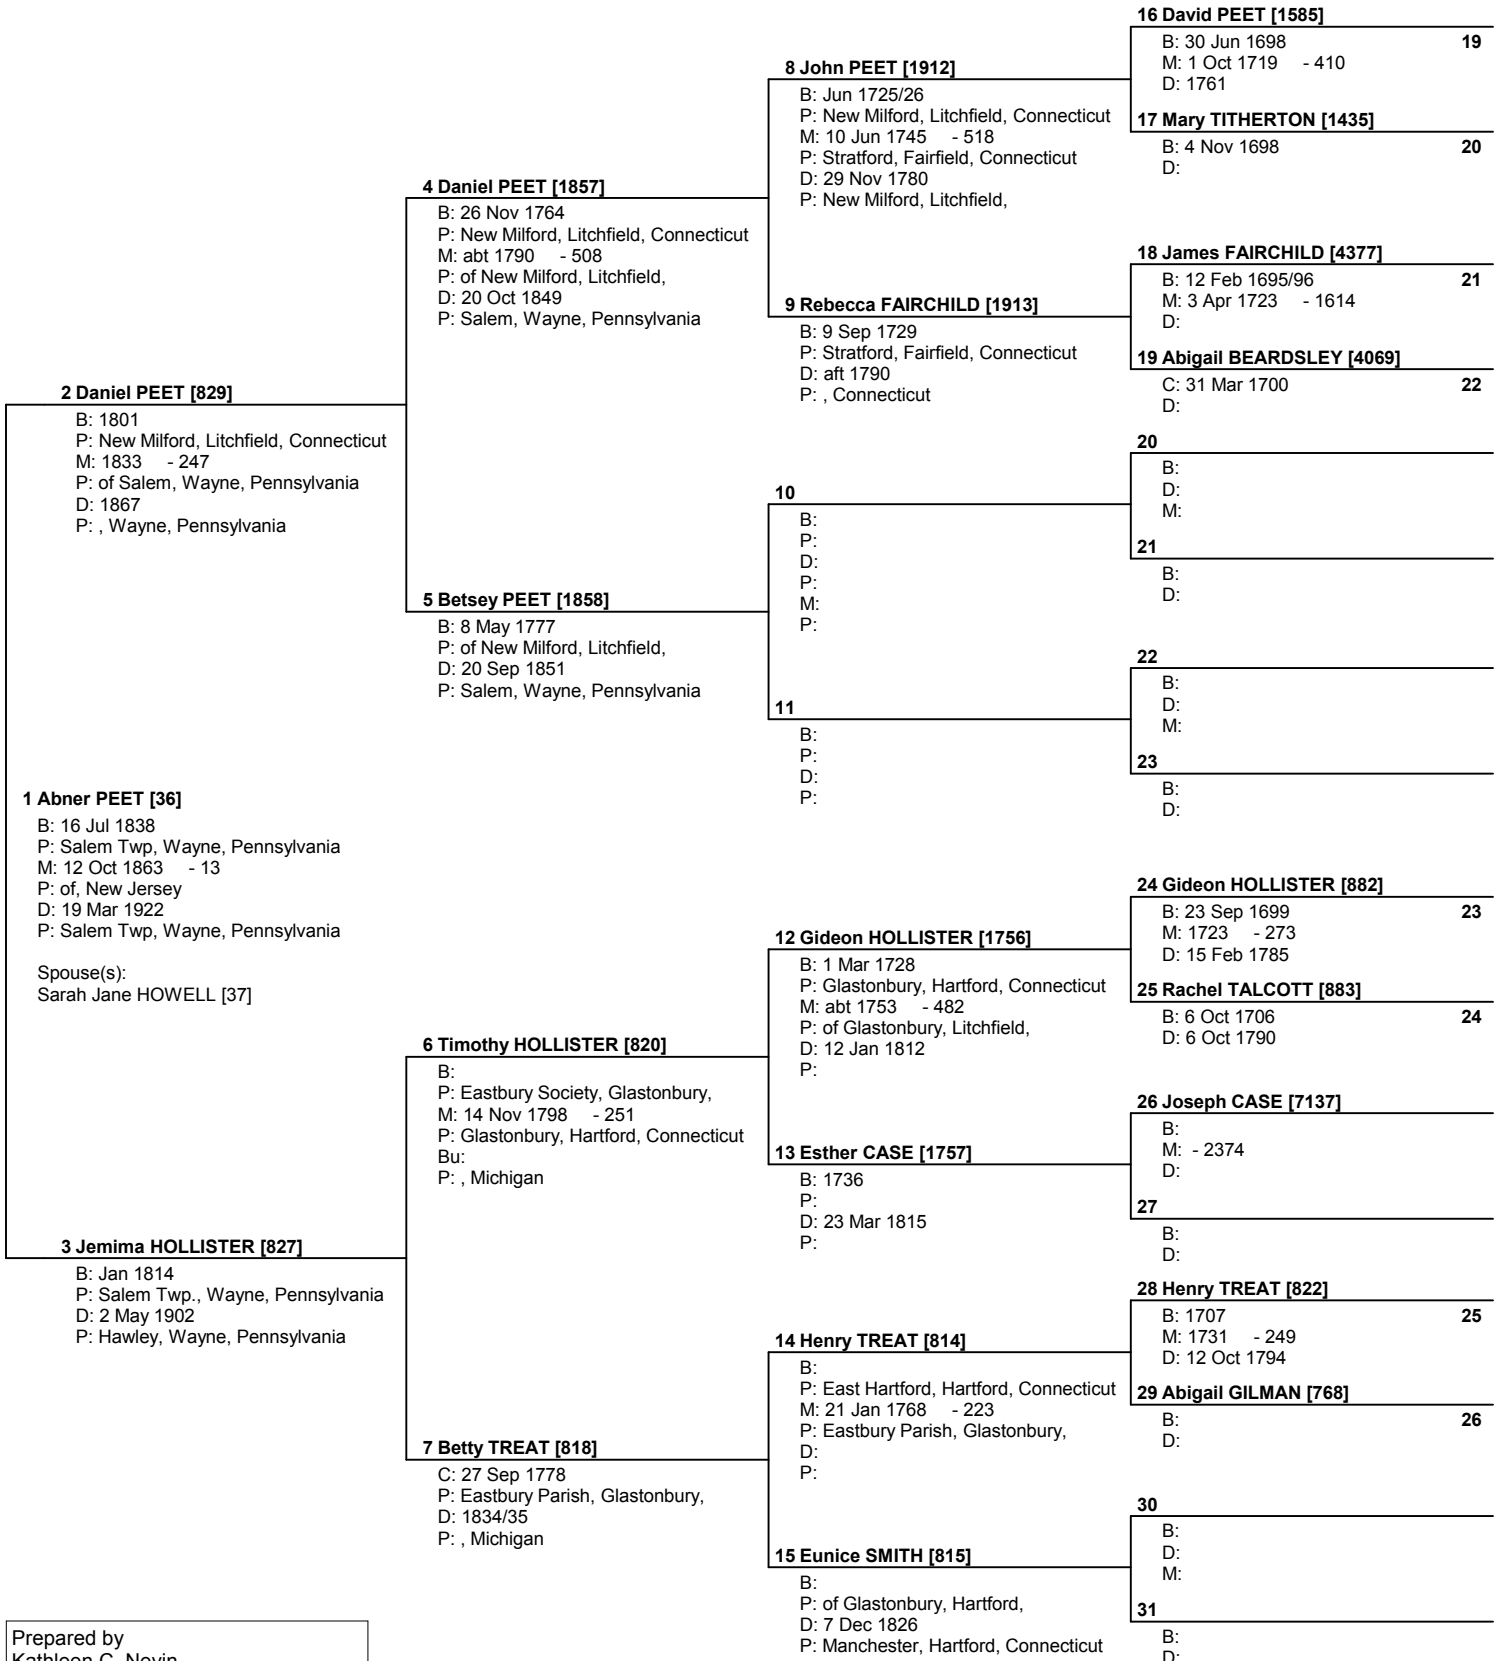 16 David PEET [1585]
B: 30 Jun 1698 19
M: 1 Oct 1719 - 410
D: 1761
8 John PEET [1912]
B: Jun 1725/26
P: New Milford, Litchfield, Connecticut
M: 10 Jun 1745 - 518
P: Stratford, Fairfield, Connecticut
D: 29 Nov 1780
P: New Milford, Litchfield,
17 Mary TITHERTON [1435]
B: 4 Nov 1698 20
D:
4 Daniel PEET [1857]
B: 26 Nov 1764
P: New Milford, Litchfield, Connecticut
M: abt 1790 - 508
P: of New Milford, Litchfield,
D: 20 Oct 1849
P: Salem, Wayne, Pennsylvania
18 James FAIRCHILD [4377]
B: 12 Feb 1695/96 21
M: 3 Apr 1723 - 1614
D:
9 Rebecca FAIRCHILD [1913]
B: 9 Sep 1729
P: Stratford, Fairfield, Connecticut
D: aft 1790
P: , Connecticut
19 Abigail BEARDSLEY [4069]
C: 31 Mar 1700 22
D:
2 Daniel PEET [829]
B: 1801
P: New Milford, Litchfield, Connecticut
M: 1833 - 247
P: of Salem, Wayne, Pennsylvania
D: 1867
P: , Wayne, Pennsylvania
20
B:
D:
M:
10
B:
P:
D:
P:
M:
P:
21
B:
D:
5 Betsey PEET [1858]
B: 8 May 1777
P: of New Milford, Litchfield,
D: 20 Sep 1851
P: Salem, Wayne, Pennsylvania
22
B:
D:
M:
11
B:
P:
D:
P:
23
B:
D:
1 Abner PEET [36]
B: 16 Jul 1838
P: Salem Twp, Wayne, Pennsylvania
M: 12 Oct 1863 - 13
P: of, New Jersey
D: 19 Mar 1922
P: Salem Twp, Wayne, Pennsylvania
Spouse(s):
Sarah Jane HOWELL [37]
24 Gideon HOLLISTER [882]
B: 23 Sep 1699 23
M: 1723 - 273
D: 15 Feb 1785
12 Gideon HOLLISTER [1756]
B: 1 Mar 1728
P: Glastonbury, Hartford, Connecticut
M: abt 1753 - 482
P: of Glastonbury, Litchfield,
D: 12 Jan 1812
P:
25 Rachel TALCOTT [883]
B: 6 Oct 1706 24
D: 6 Oct 1790
6 Timothy HOLLISTER [820]
B:
P: Eastbury Society, Glastonbury,
M: 14 Nov 1798 - 251
P: Glastonbury, Hartford, Connecticut
Bu:
P: , Michigan
26 Joseph CASE [7137]
B:
M: - 2374
D:
13 Esther CASE [1757]
B: 1736
P:
D: 23 Mar 1815
P:
27
B:
D:
3 Jemima HOLLISTER [827]
B: Jan 1814
P: Salem Twp., Wayne, Pennsylvania
D: 2 May 1902
P: Hawley, Wayne, Pennsylvania
28 Henry TREAT [822]
B: 1707 25
M: 1731 - 249
D: 12 Oct 1794
14 Henry TREAT [814]
B:
P: East Hartford, Hartford, Connecticut
M: 21 Jan 1768 - 223
P: Eastbury Parish, Glastonbury,
D:
P:
29 Abigail GILMAN [768]
B: 26
D:
7 Betty TREAT [818]
C: 27 Sep 1778
P: Eastbury Parish, Glastonbury,
D: 1834/35
P: , Michigan
30
B:
D:
M:
15 Eunice SMITH [815]
B:
P: of Glastonbury, Hartford,
D: 7 Dec 1826
P: Manchester, Hartford, Connecticut
31
B:
D:
Prepared by
Kathleen C. Nevin